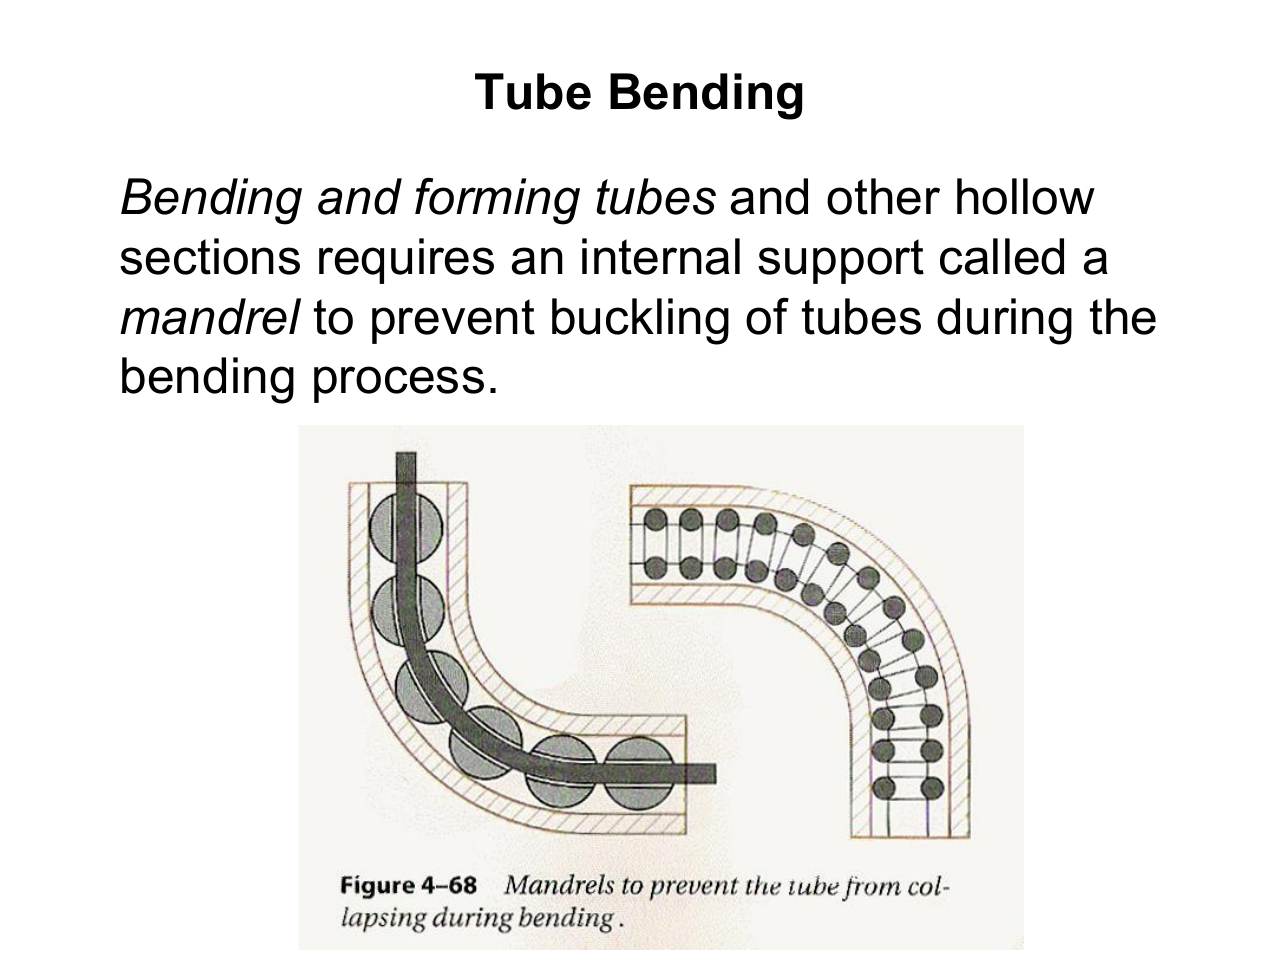 Tube Bending
Bending and forming tubes and other hollow
sections requires an internal support called a
mandrel to prevent buckling of tubes during the
bending process.
Figure 4–68 Mandrels to prevent the tube from col-
lapsing during bending .